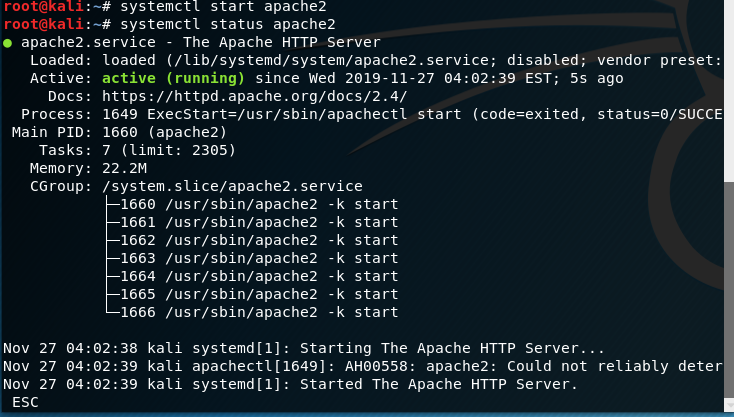 root@kali:~# systemctl start apache2
root@kali:~# systemctl status apache2
● apache2.service - The Apache HTTP Server
   Loaded: loaded (/lib/systemd/system/apache2.service; disabled; vendor preset:
   Active: active (running) since Wed 2019-11-27 04:02:39 EST; 5s ago
     Docs: https://httpd.apache.org/docs/2.4/
  Process: 1649 ExecStart=/usr/sbin/apachectl start (code=exited, status=0/SUCCE
 Main PID: 1660 (apache2)
    Tasks: 7 (limit: 2305)
   Memory: 22.2M
   CGroup: /system.slice/apache2.service
           ├─1660 /usr/sbin/apache2 -k start
           ├─1661 /usr/sbin/apache2 -k start
           ├─1662 /usr/sbin/apache2 -k start
           ├─1663 /usr/sbin/apache2 -k start
           ├─1664 /usr/sbin/apache2 -k start
           ├─1665 /usr/sbin/apache2 -k start
           └─1666 /usr/sbin/apache2 -k start

Nov 27 04:02:38 kali systemd[1]: Starting The Apache HTTP Server...
Nov 27 04:02:39 kali apachectl[1649]: AH00558: apache2: Could not reliably deter
Nov 27 04:02:39 kali systemd[1]: Started The Apache HTTP Server.
 ESC